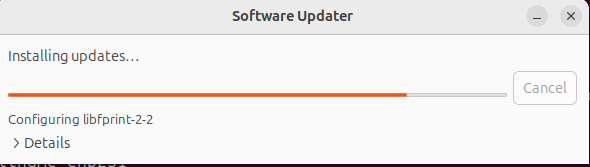 Software Updater
Installing updates…
Cancel
Configuring libfprint-2-2
Details